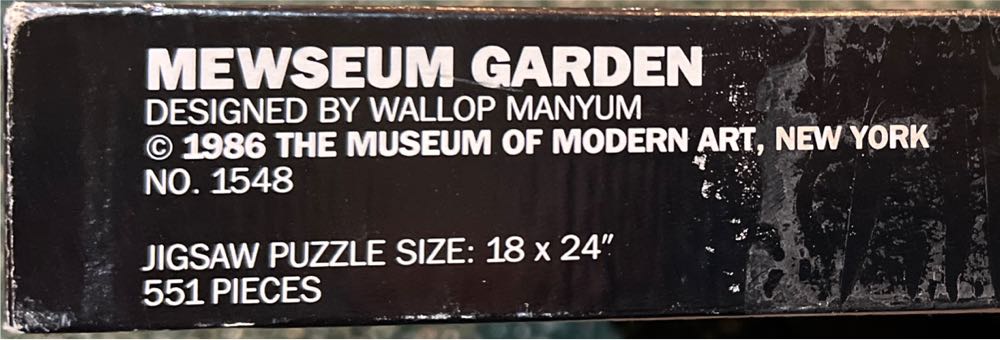 MEWSEUM GARDEN
DESIGNED BY WALLOP MANYUM
© 1986 THE MUSEUM OF MODERN ART, NEW YORK
NO. 1548
JIGSAW PUZZLE SIZE: 18 x 24"
551 PIECES